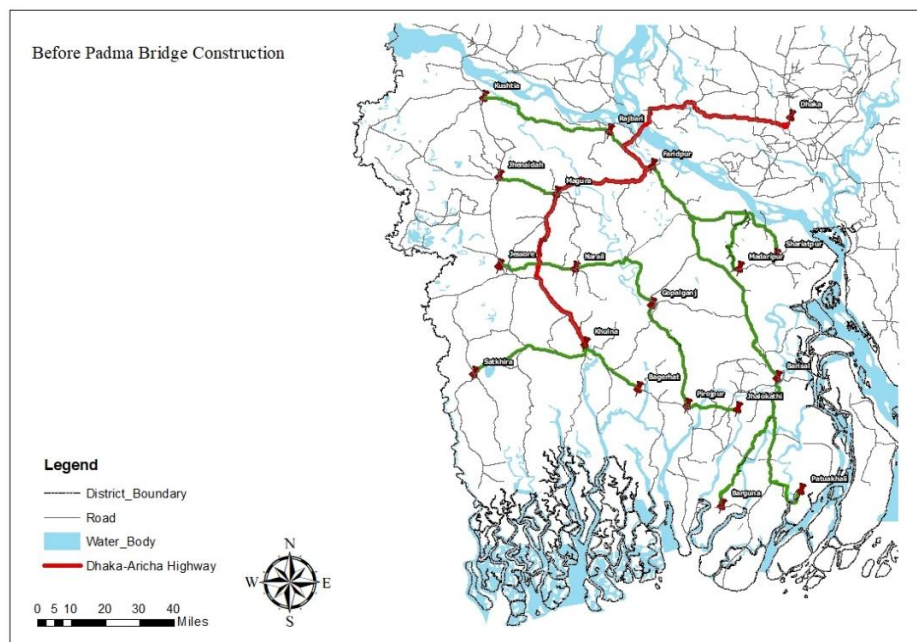 Before Padma Bridge Construction
Kushtia
Dhaka
Rajbari
Faridpur
Jhenaidah
Magura
Shariatpur
Madaripur
Jessore
Narail
Gopalganj
Khulna
Satkhira
Barisal
Bagerhat
Pirojpur
Jhalokathi
Patuakhali
Barguna
Legend
District_Boundary
Road
Water_Body
Dhaka-Aricha Highway
N
W
E
S
0 5 10 20 30 40
Miles